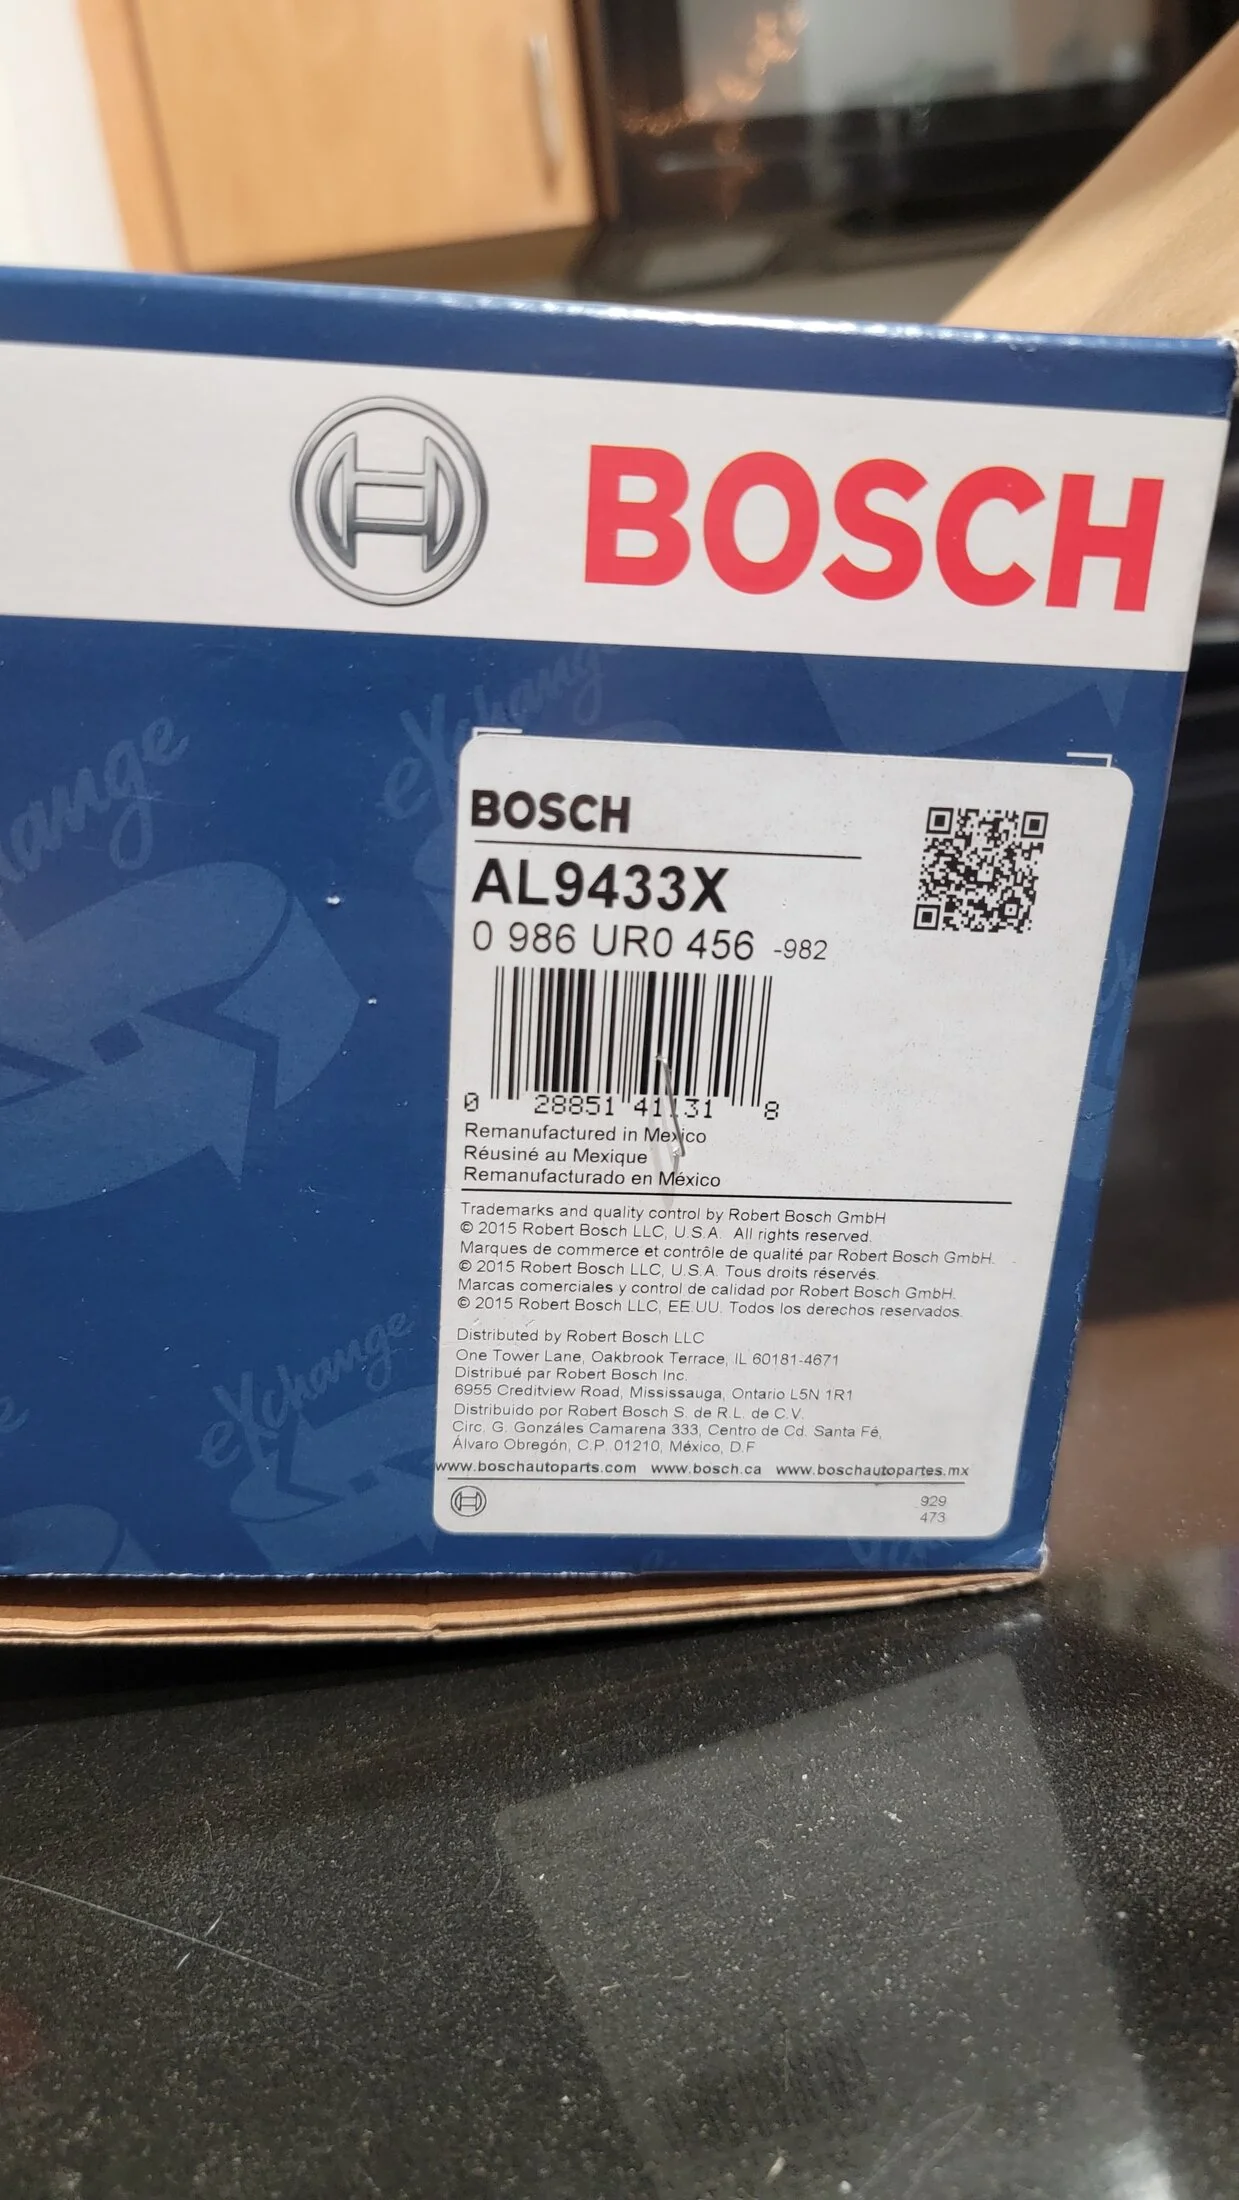 BOSCH
eXchange
hange
BOSCH
AL9433X
0 986 UR0 456 -982
0 28851 41131 8
Remanufactured in Mexico
Réusiné au Mexique
Remanufacturado en México
Trademarks and quality control by Robert Bosch GmbH
© 2015 Robert Bosch LLC, U.S.A. All rights reserved.
Marques de commerce et contrôle de qualité par Robert Bosch GmbH.
© 2015 Robert Bosch LLC, U.S.A. Tous droits réservés.
Marcas comerciales y control de calidad por Robert Bosch GmbH.
© 2015 Robert Bosch LLC, EE.UU. Todos los derechos reservados.
Distributed by Robert Bosch LLC
One Tower Lane, Oakbrook Terrace, IL 60181-4671
Distribué par Robert Bosch Inc.
6955 Creditview Road, Mississauga, Ontario L5N 1R1
Distribuido por Robert Bosch S. de R.L. de C.V.
Circ. G. Gonzáles Camarena 333, Centro de Cd. Santa Fé,
Álvaro Obregón, C.P. 01210, México, D.F
www.boschautoparts.com www.bosch.ca www.boschautopartes.mx
929
473
eXchange
e